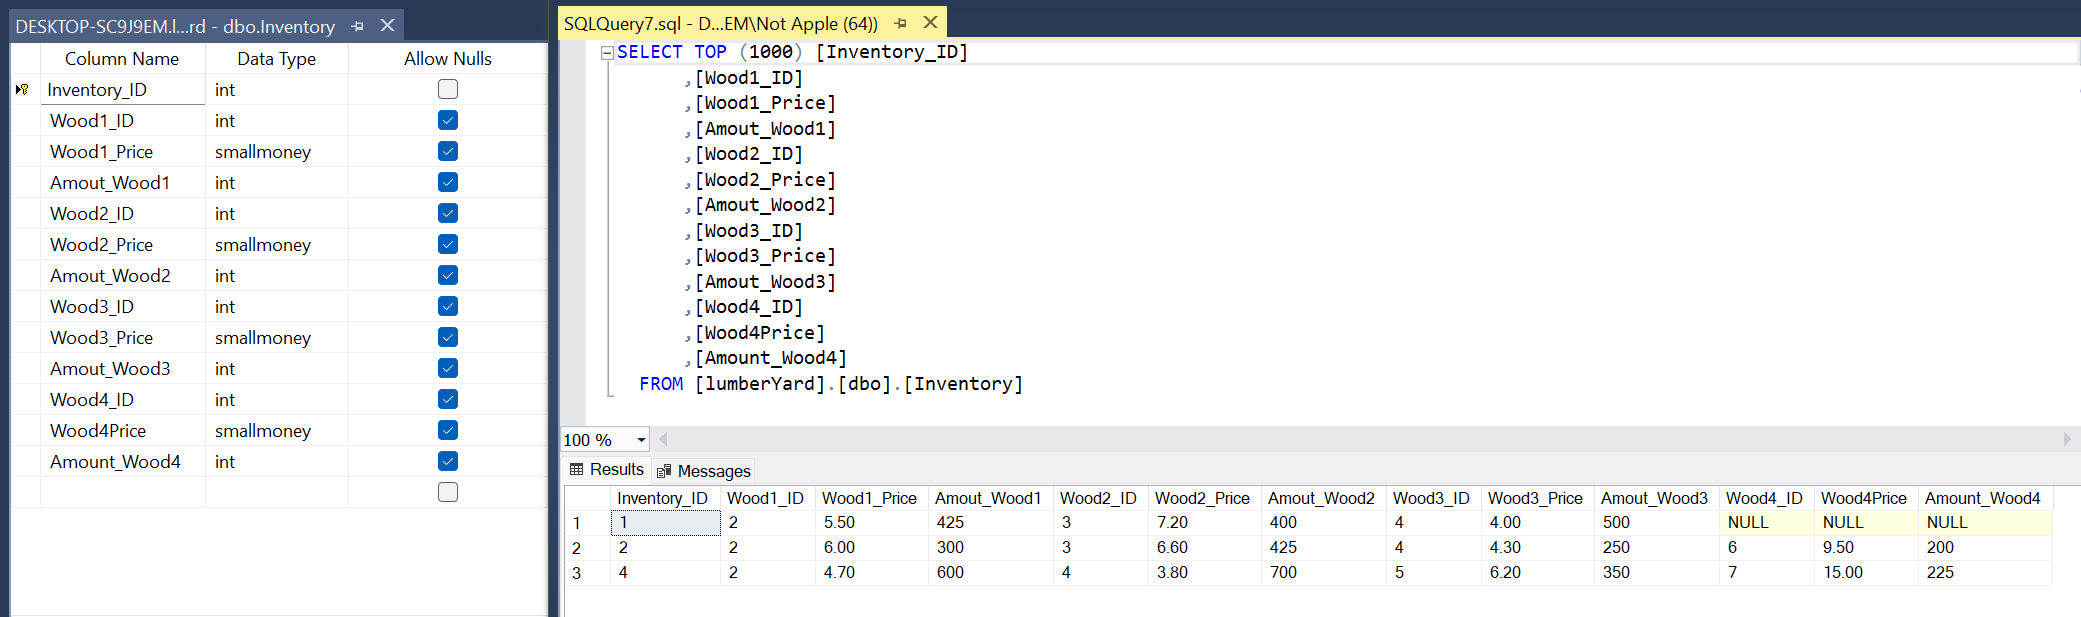 DESKTOP-SC9J9EM.l...rd - dbo.Inventory
Column Name Data Type Allow Nulls
Inventory_ID int
Wood1_ID int
Wood1_Price smallmoney
Amout_Wood1 int
Wood2_ID int
Wood2_Price smallmoney
Amout_Wood2 int
Wood3_ID int
Wood3_Price smallmoney
Amout_Wood3 int
Wood4_ID int
Wood4Price smallmoney
Amount_Wood4 int
SQLQuery7.sql - D...EM\Not Apple (64))
SELECT TOP (1000) [Inventory_ID]
,[Wood1_ID]
,[Wood1_Price]
,[Amout_Wood1]
,[Wood2_ID]
,[Wood2_Price]
,[Amout_Wood2]
,[Wood3_ID]
,[Wood3_Price]
,[Amout_Wood3]
,[Wood4_ID]
,[Wood4Price]
,[Amount_Wood4]
FROM [lumberYard].[dbo].[Inventory]
100 %
Results Messages
Inventory_ID Wood1_ID Wood1_Price Amout_Wood1 Wood2_ID Wood2_Price Amout_Wood2 Wood3_ID Wood3_Price Amout_Wood3 Wood4_ID Wood4Price Amount_Wood4
1 1 2 5.50 425 3 7.20 400 4 4.00 500 NULL NULL NULL
2 2 2 6.00 300 3 6.60 425 4 4.30 250 6 9.50 200
3 4 2 4.70 600 4 3.80 700 5 6.20 350 7 15.00 225